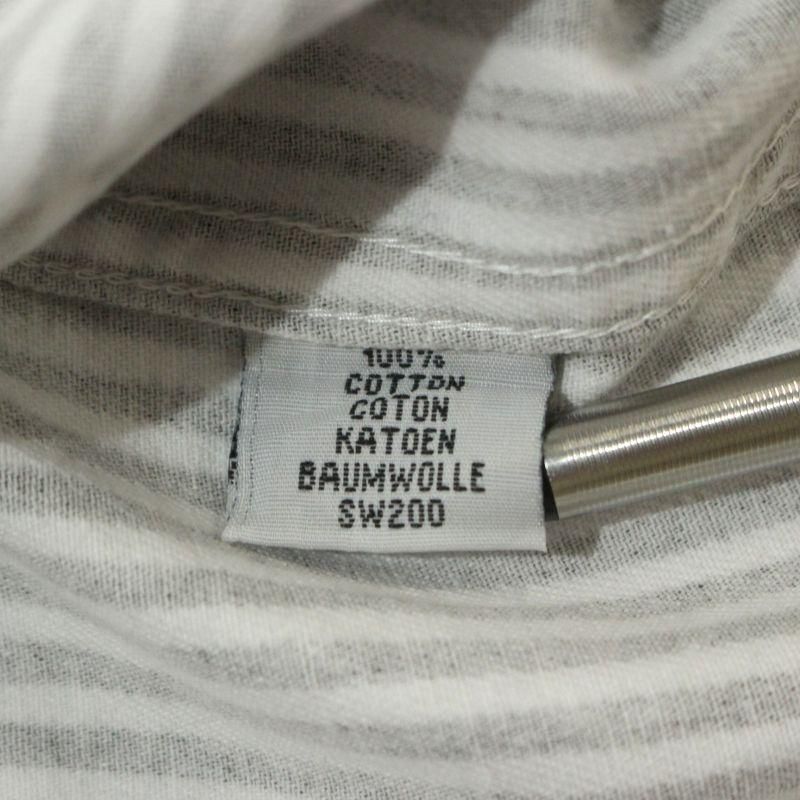 100%
COTTON
COTON
KATOEN
BAUMWOLLE
SW200